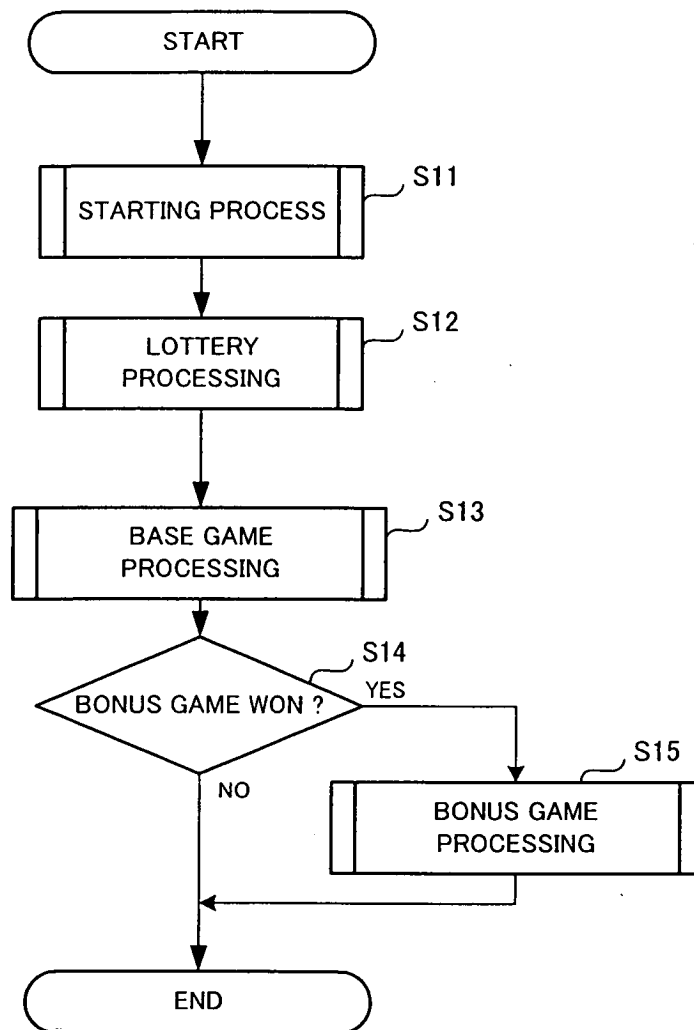 START
S11
STARTING PROCESS
S12
LOTTERY
PROCESSING
S13
BASE GAME
PROCESSING
S14
BONUS GAME WON ?
YES
S15
NO
BONUS GAME
PROCESSING
END